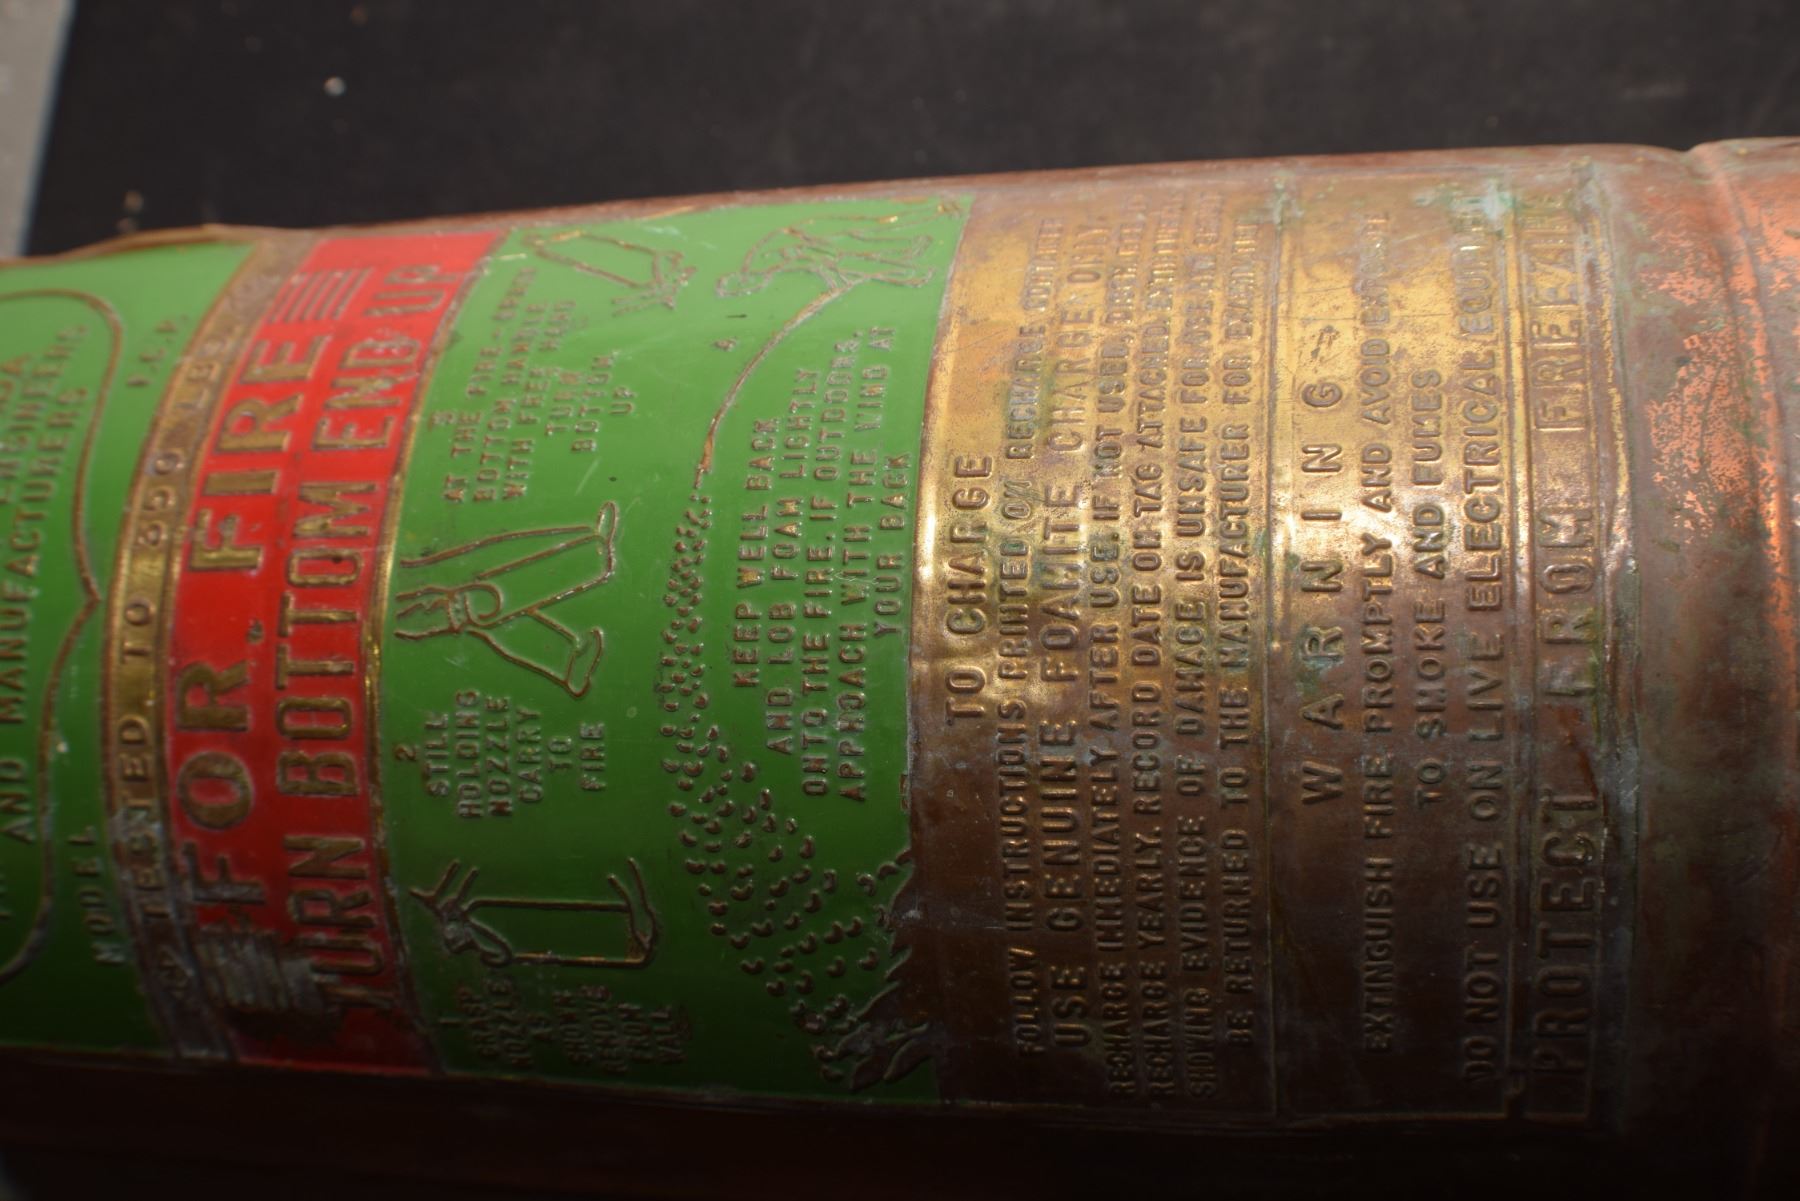 AND MANUFACTURERS
MODEL
TESTED TO 350 LBS.
FOR FIRE
TURN BOTTOM END UP
1
GRASP
NOZZLE
AS
SHOWN
REMOVE
FROM
WALL
2
STILL
HOLDING
NOZZLE
CARRY
TO
FIRE
3
AT THE FIRE-GRASP
BOTTOM HANDLE
WITH FREE HAND
TURN
BOTTOM
UP
4
KEEP WELL BACK
AND LOB FOAM LIGHTLY
ONTO THE FIRE. IF OUTDOORS.
APPROACH WITH THE WIND AT
YOUR BACK
TO CHARGE
FOLLOW INSTRUCTIONS PRINTED ON RECHARGE
USE GENUINE FOAMITE CHARGE ONLY.
RECHARGE IMMEDIATELY AFTER USE. IF NOT USED,
RECHARGE YEARLY. RECORD DATE ON TAG ATTACHED.
SHOWING EVIDENCE OF DAMAGE IS UNSAFE FOR USE AND
BE RETURNED TO THE MANUFACTURER FOR
WARNING
EXTINGUISH FIRE PROMPTLY AND AVOID
TO SMOKE AND FUMES
DO NOT USE ON LIVE ELECTRICAL EQUIPMENT
PROTECT FROM FREEZING